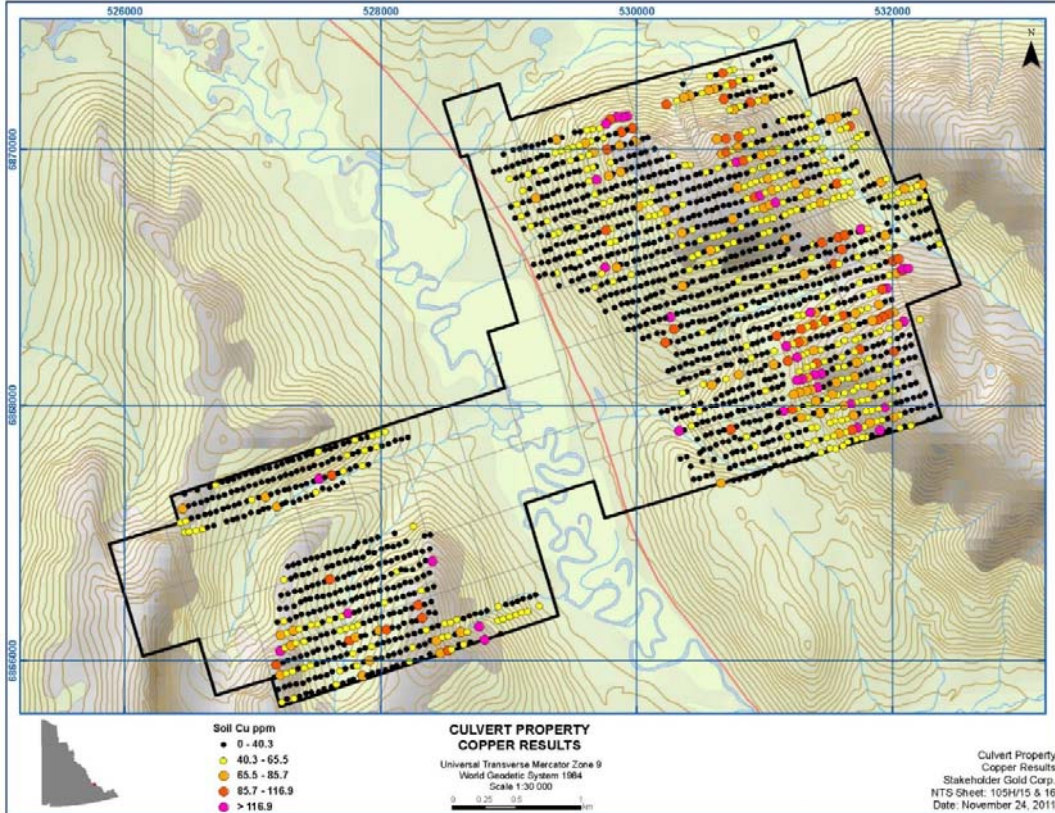 526000 528000 530000 532000
N
6870000
6868000
6866000
Soil Cu ppm
0 - 40.3
40.3 - 65.5
65.5 - 85.7
85.7 - 116.9
> 116.9
CULVERT PROPERTY
COPPER RESULTS
Universal Transverse Mercator Zone 9
World Geodetic System 1984
Scale 1:30 000
0 0.25 0.5 1
Km
Culvert Property
Copper Results
Stakeholder Gold Corp.
NTS Sheet: 105H/15 & 16
Date: November 24, 2011